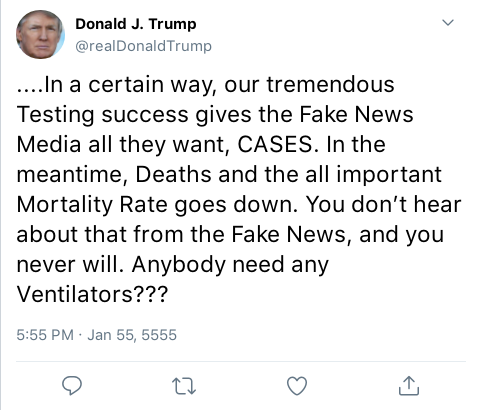 Donald J. Trump
@realDonaldTrump
....In a certain way, our tremendous
Testing success gives the Fake News
Media all they want, CASES. In the
meantime, Deaths and the all important
Mortality Rate goes down. You don’t hear
about that from the Fake News, and you
never will. Anybody need any
Ventilators???
5:55 PM · Jan 55, 5555